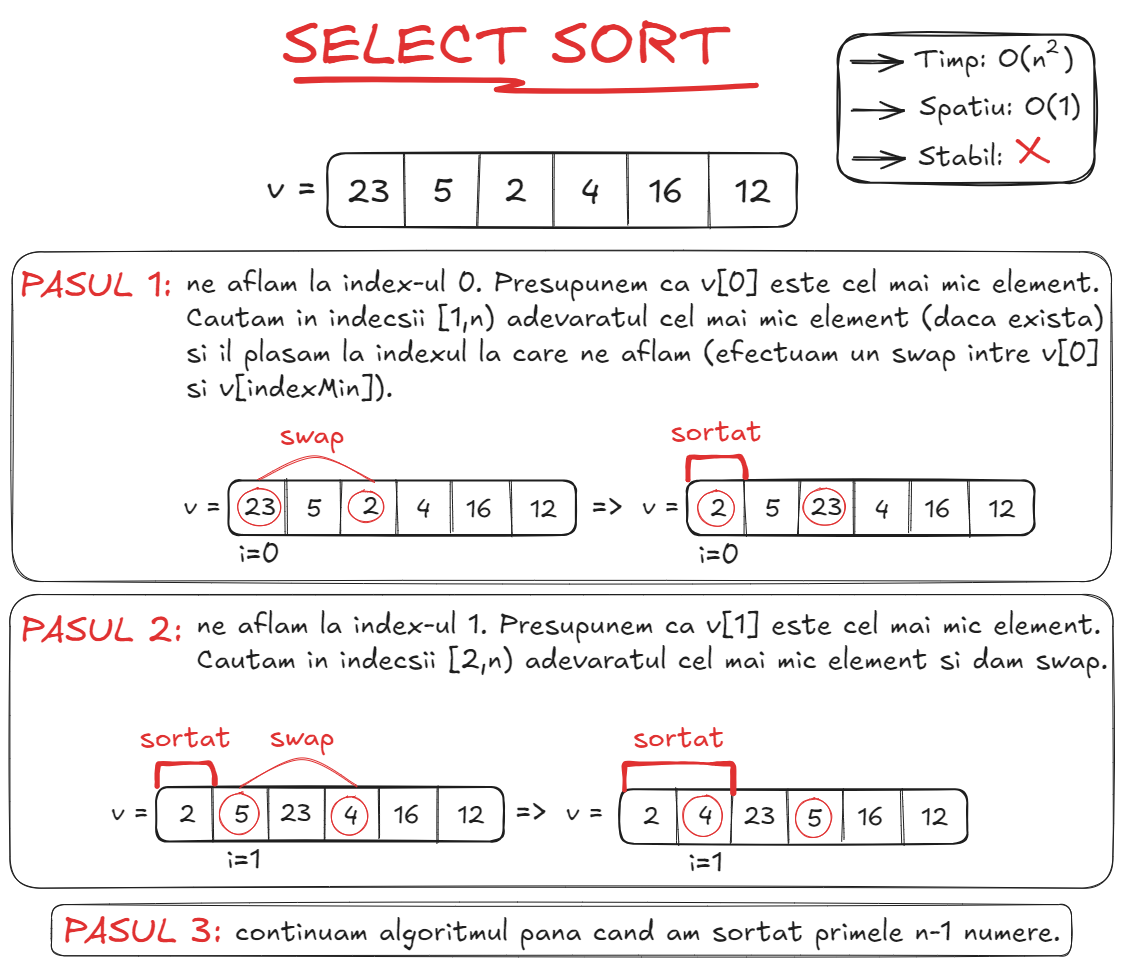 SELECT SORT
Timp: O(n²)
Spatiu: O(1)
Stabil: X
v = 23 5 2 4 16 12
PASUL 1: ne aflam la index-ul 0. Presupunem ca v[0] este cel mai mic element.
Cautam in indecsii [1,n) adevaratul cel mai mic element (daca exista)
si il plasam la indexul la care ne aflam (efectuam un swap intre v[0]
si v[indexMin]).
swap sortat
v = 23 5 2 4 16 12 => v = 2 5 23 4 16 12
i=0 i=0
PASUL 2: ne aflam la index-ul 1. Presupunem ca v[1] este cel mai mic element.
Cautam in indecsii [2,n) adevaratul cel mai mic element si dam swap.
sortat swap sortat
v = 2 5 23 4 16 12 => v = 2 4 23 5 16 12
i=1 i=1
PASUL 3: continuam algoritmul pana cand am sortat primele n-1 numere.